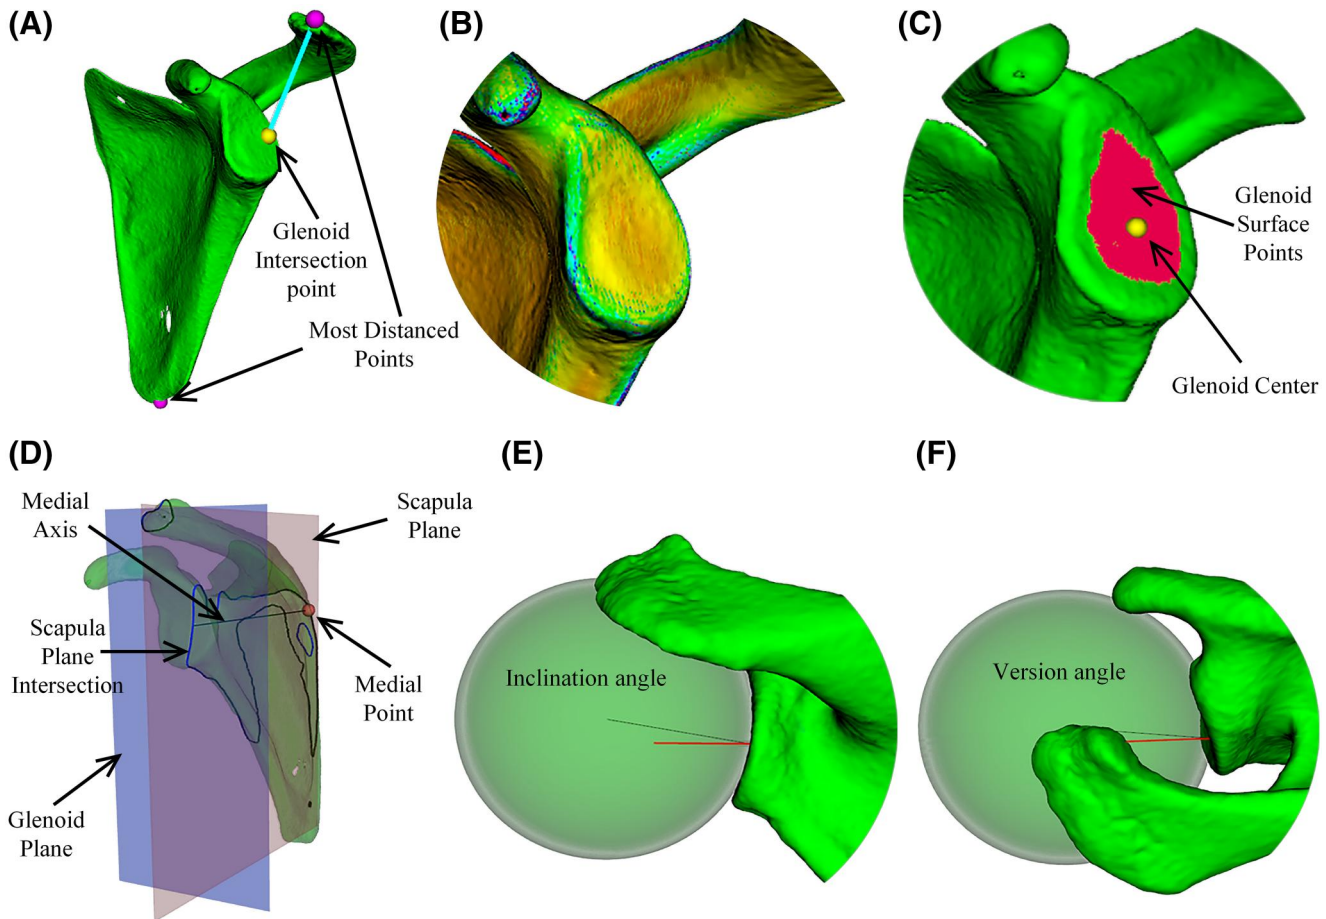 (A)
Glenoid
Intersection
point
Most Distanced
Points
(B)
(C)
Glenoid
Surface
Points
Glenoid Center
(D)
Medial
Axis
Scapula
Plane
Scapula
Plane
Intersection
Medial
Point
Glenoid
Plane
(E)
Inclination angle
(F)
Version angle